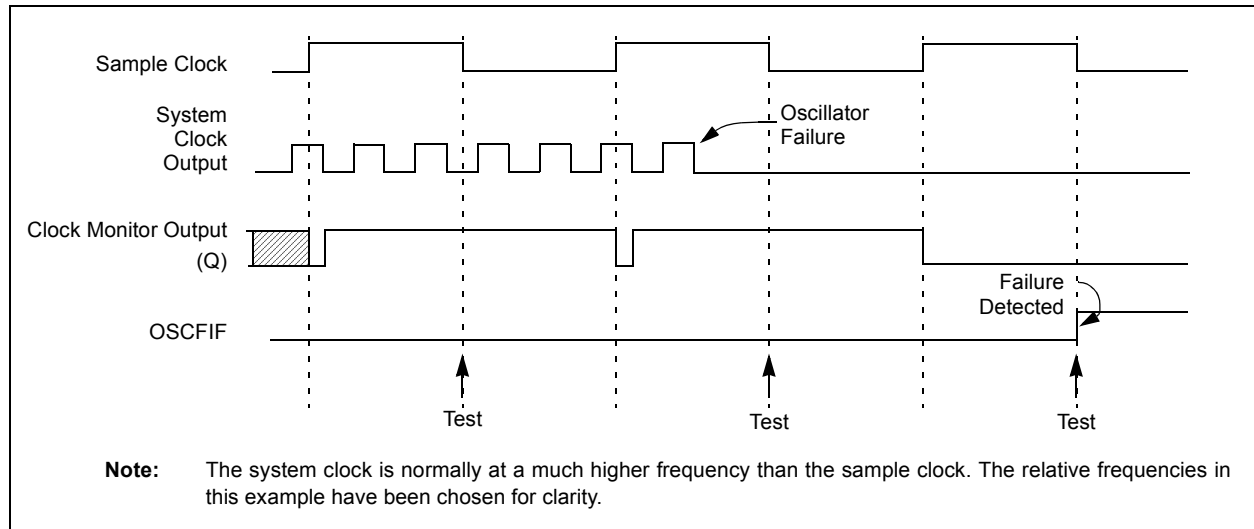 Sample Clock
System
Clock
Output
Oscillator
Failure
Clock Monitor Output
(Q)
Failure
Detected
OSCFIF
Test
Test
Test
Note: The system clock is normally at a much higher frequency than the sample clock. The relative frequencies in
this example have been chosen for clarity.